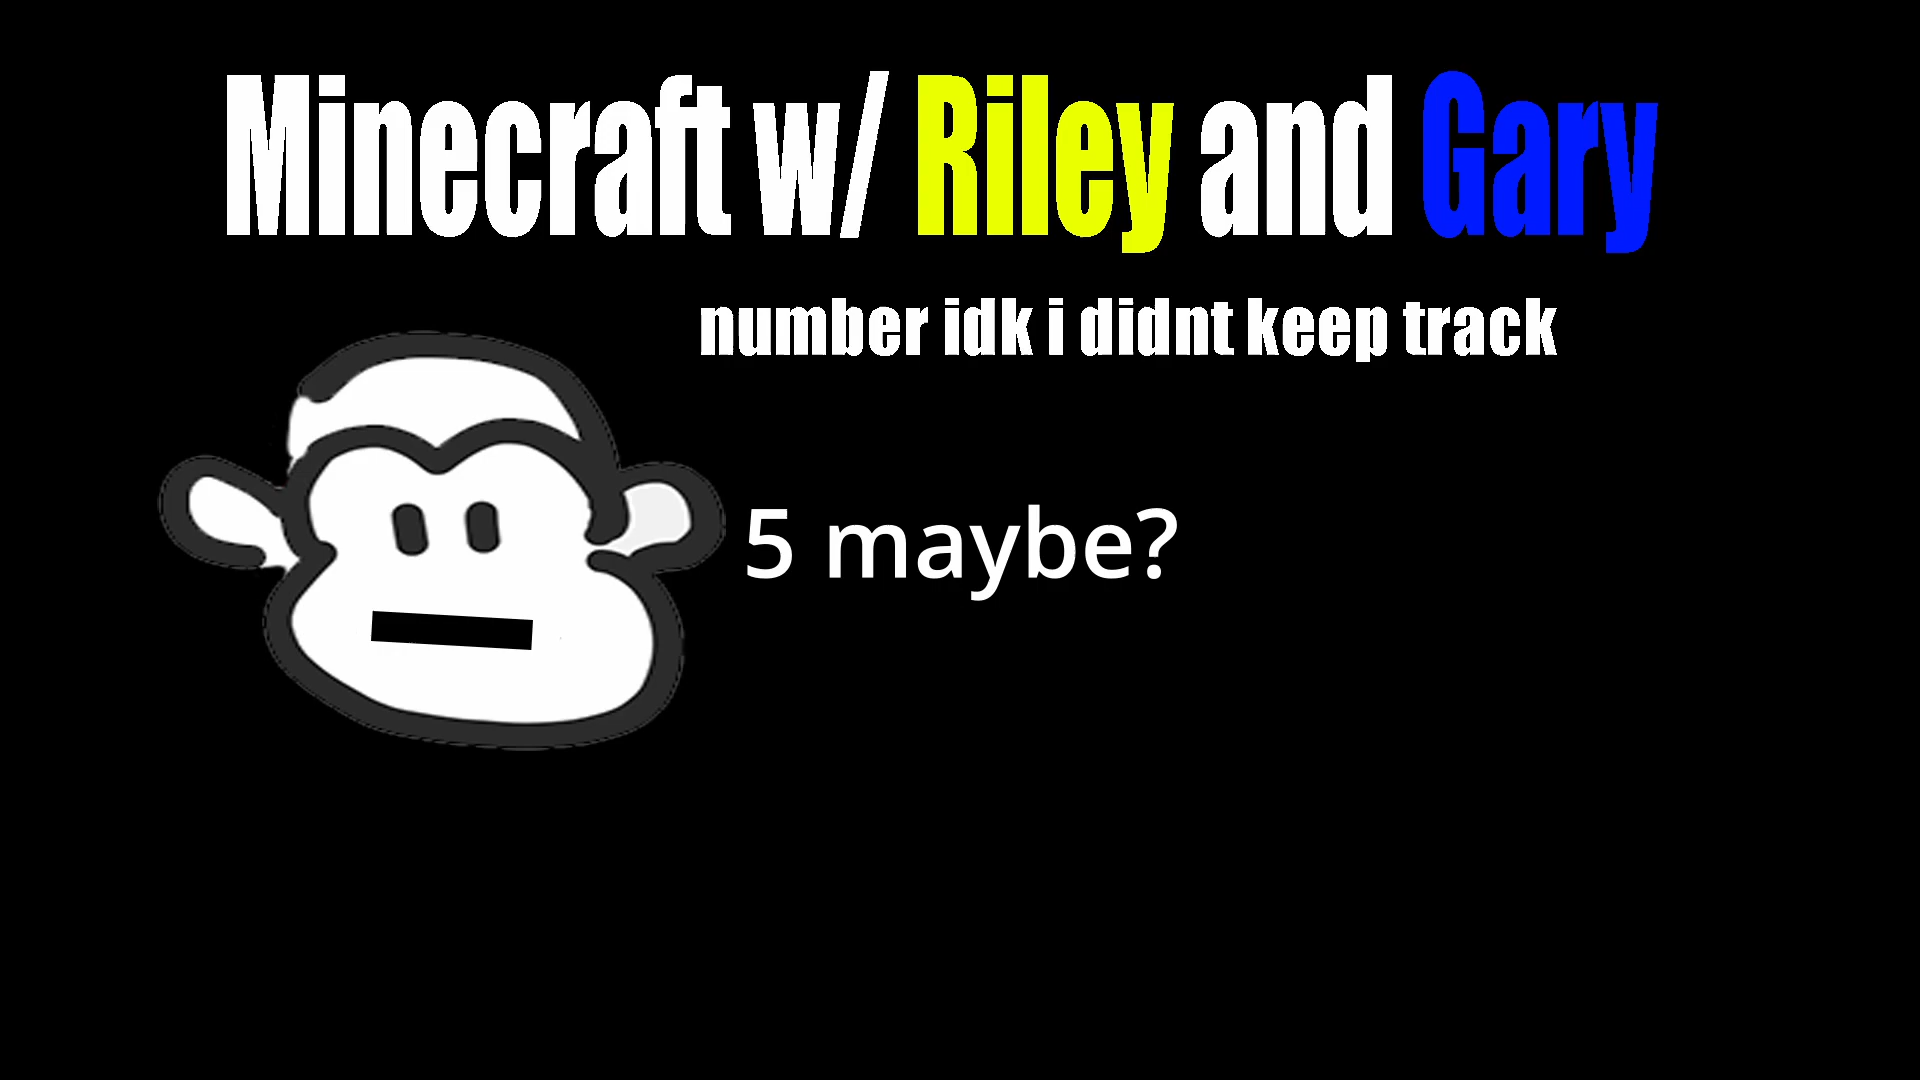 Minecraft w/ Riley and Gary
number idk i didnt keep track
5 maybe?